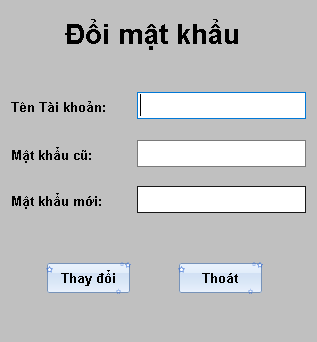 Đổi mật khẩu
Tên Tài khoản:
Mật khẩu cũ:
Mật khẩu mới:
Thay đổi
Thoát